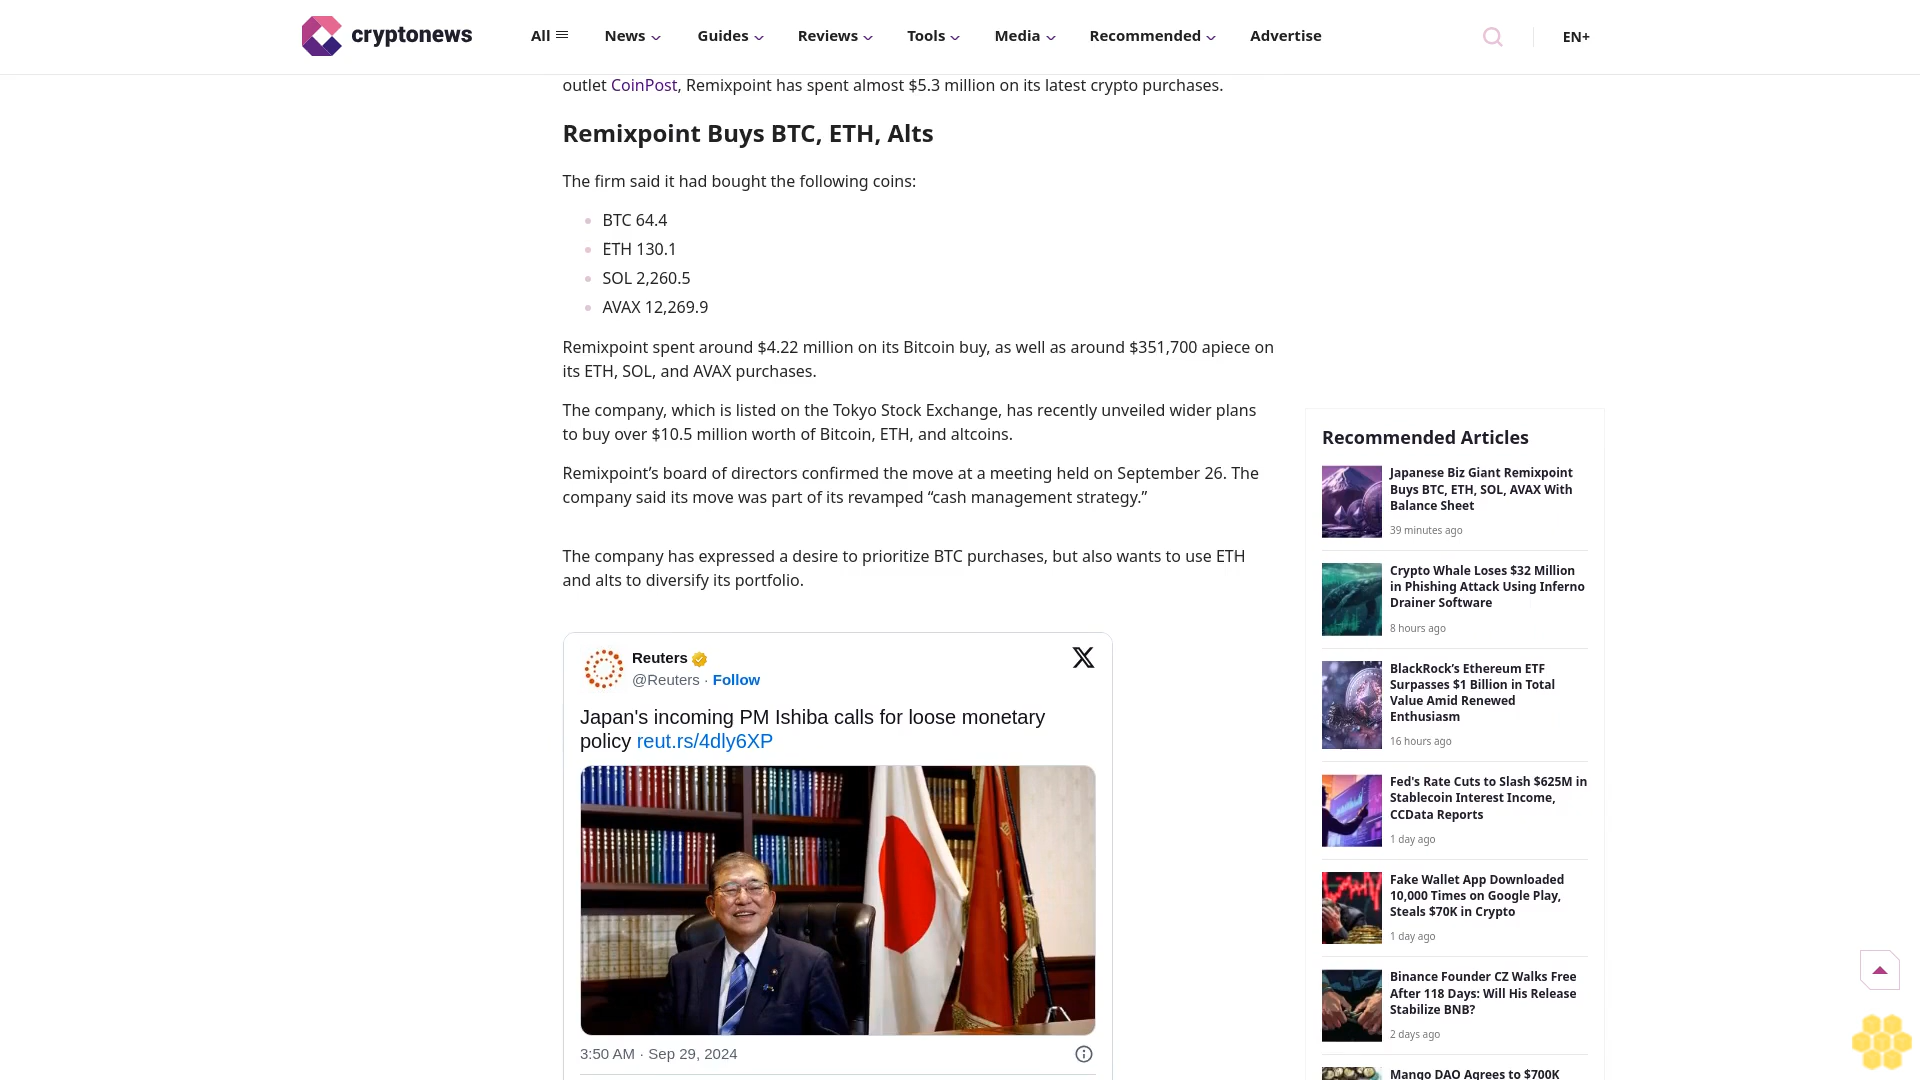 cryptonews
All
News
Guides
Reviews
Tools
Media
Recommended
Advertise
EN+
outlet CoinPost, Remixpoint has spent almost $5.3 million on its latest crypto purchases.
Remixpoint Buys BTC, ETH, Alts
The firm said it had bought the following coins:
BTC 64.4
ETH 130.1
SOL 2,260.5
AVAX 12,269.9
Remixpoint spent around $4.22 million on its Bitcoin buy, as well as around $351,700 apiece on
its ETH, SOL, and AVAX purchases.
The company, which is listed on the Tokyo Stock Exchange, has recently unveiled wider plans
to buy over $10.5 million worth of Bitcoin, ETH, and altcoins.
Remixpoint’s board of directors confirmed the move at a meeting held on September 26. The
company said its move was part of its revamped “cash management strategy.”
The company has expressed a desire to prioritize BTC purchases, but also wants to use ETH
and alts to diversify its portfolio.
Reuters
@Reuters · Follow
Japan's incoming PM Ishiba calls for loose monetary
policy reut.rs/4dly6XP
3:50 AM · Sep 29, 2024
Recommended Articles
Japanese Biz Giant Remixpoint
Buys BTC, ETH, SOL, AVAX With
Balance Sheet
39 minutes ago
Crypto Whale Loses $32 Million
in Phishing Attack Using Inferno
Drainer Software
8 hours ago
BlackRock’s Ethereum ETF
Surpasses $1 Billion in Total
Value Amid Renewed
Enthusiasm
16 hours ago
Fed's Rate Cuts to Slash $625M in
Stablecoin Interest Income,
CCData Reports
1 day ago
Fake Wallet App Downloaded
10,000 Times on Google Play,
Steals $70K in Crypto
1 day ago
Binance Founder CZ Walks Free
After 118 Days: Will His Release
Stabilize BNB?
2 days ago
Mango DAO Agrees to $700K